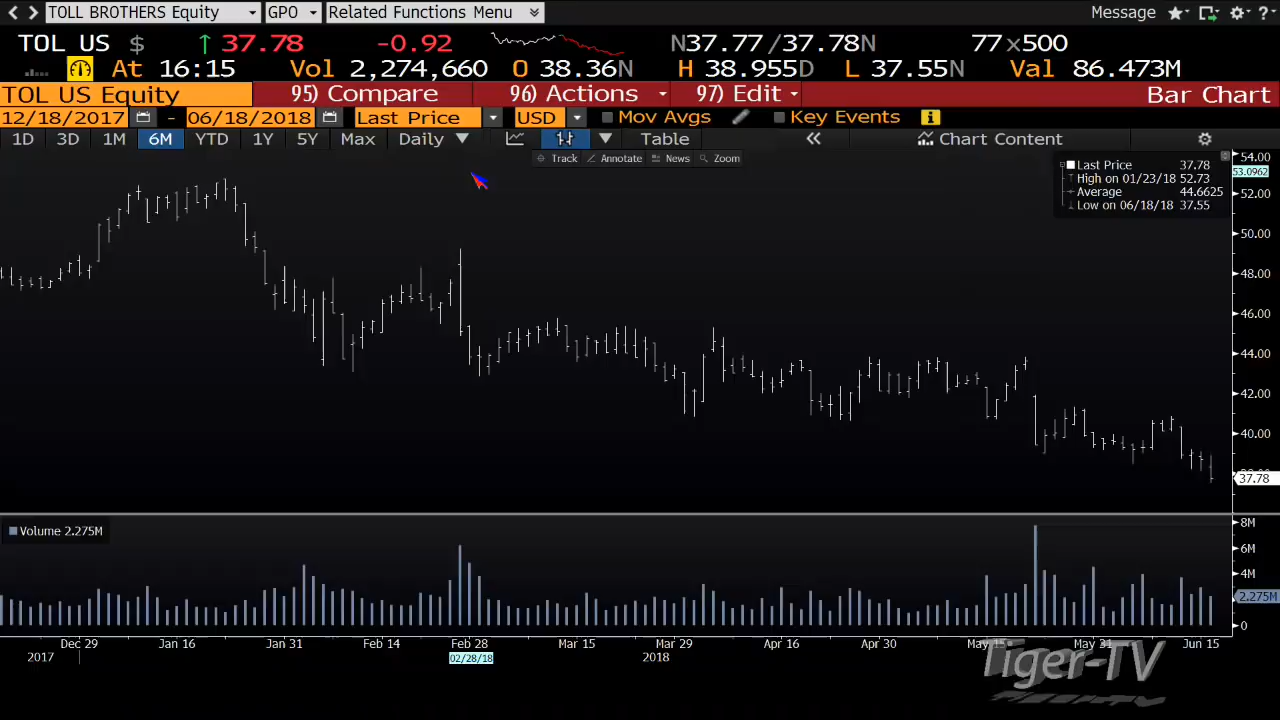 TOLL BROTHERS Equity GPO Related Functions Menu Message
TOL US $ ↑ 37.78 -0.92 N37.77/37.78N 77x500
At 16:15 Vol 2,274,660 O 38.36N H 38.955D L 37.55N Val 86.473M
TOL US Equity 95) Compare 96) Actions 97) Edit Bar Chart
12/18/2017 - 06/18/2018 Last Price USD Mov Avgs Key Events
1D 3D 1M 6M YTD 1Y 5Y Max Daily Table Chart Content
Track Annotate News Zoom
Last Price 37.78
High on 01/23/18 52.73
Average 44.6625
Low on 06/18/18 37.55
54.00
53.0962
52.00
50.00
48.00
46.00
44.00
42.00
40.00
37.78
Volume 2.275M
8M
6M
4M
2.275M
0
Dec 29 Jan 16 Jan 31 Feb 14 Feb 28 Mar 15 Mar 29 Apr 16 Apr 30 May 15 May 31 Jun 15
2017 02/28/18 2018
Tiger-TV